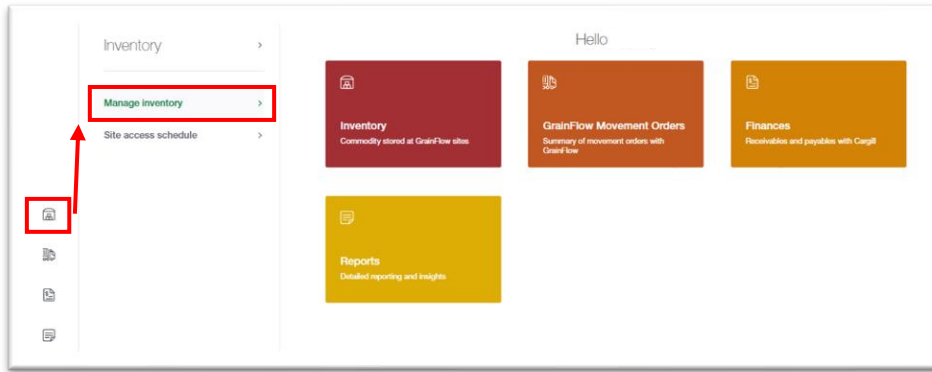 Inventory
Manage inventory
Site access schedule
Hello
Inventory
Commodity stored at GrainFlow sites
GrainFlow Movement Orders
Summary of movement orders with
GrainFlow
Finances
Receivables and payables with Cargill
Reports
Detailed reporting and insights